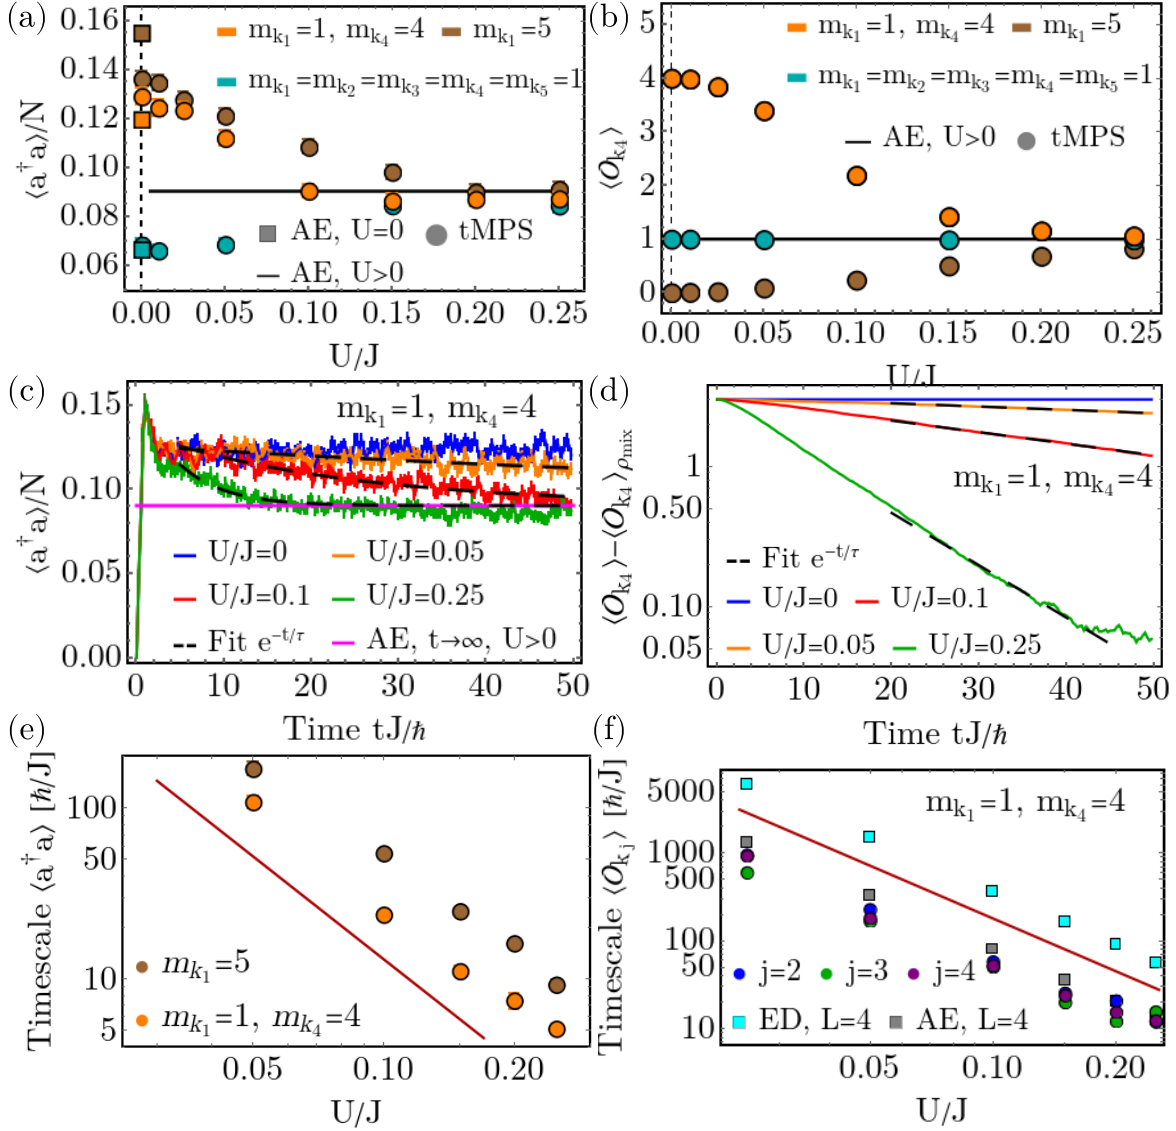 (a)
⟨a†a⟩/N
0.16
0.14
0.12
0.10
0.08
0.06
m_{k_1}=1, m_{k_4}=4
m_{k_1}=5
m_{k_1}=m_{k_2}=m_{k_3}=m_{k_4}=m_{k_5}=1
AE, U=0
tMPS
AE, U>0
0.00 0.05 0.10 0.15 0.20 0.25
U/J
(b)
⟨O_{k_4}⟩
5
4
3
2
1
0
m_{k_1}=1, m_{k_4}=4
m_{k_1}=5
m_{k_1}=m_{k_2}=m_{k_3}=m_{k_4}=m_{k_5}=1
AE, U>0
tMPS
0.00 0.05 0.10 0.15 0.20 0.25
U/J
(c)
⟨a†a⟩/N
0.15
0.10
0.05
0.00
m_{k_1}=1, m_{k_4}=4
U/J=0
U/J=0.05
U/J=0.1
U/J=0.25
Fit e^{-t/τ}
AE, t→∞, U>0
0 10 20 30 40 50
Time tJ/ħ
(d)
⟨O_{k_4}⟩-⟨O_{k_4}⟩ρ_{mix}
1
0.50
0.10
0.05
m_{k_1}=1, m_{k_4}=4
Fit e^{-t/τ}
U/J=0
U/J=0.1
U/J=0.05
U/J=0.25
0 10 20 30 40 50
Time tJ/ħ
(e)
Timescale ⟨a†a⟩ [ħ/J]
100
50
10
5
m_{k_1}=5
m_{k_1}=1, m_{k_4}=4
0.05 0.10 0.20
U/J
(f)
Timescale ⟨O_{k_j}⟩ [ħ/J]
5000
1000
500
100
50
10
m_{k_1}=1, m_{k_4}=4
j=2
j=3
j=4
ED, L=4
AE, L=4
0.05 0.10 0.20
U/J